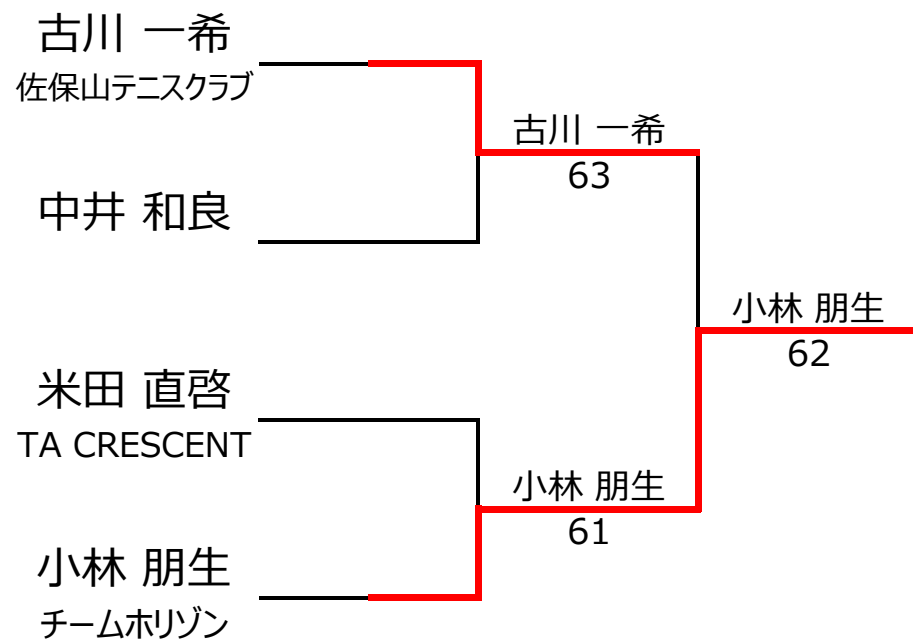 古川 一希
佐保山テニスクラブ
古川 一希
63
中井 和良
小林 朋生
62
米田 直啓
TA CRESCENT
小林 朋生
61
小林 朋生
チームホリゾン